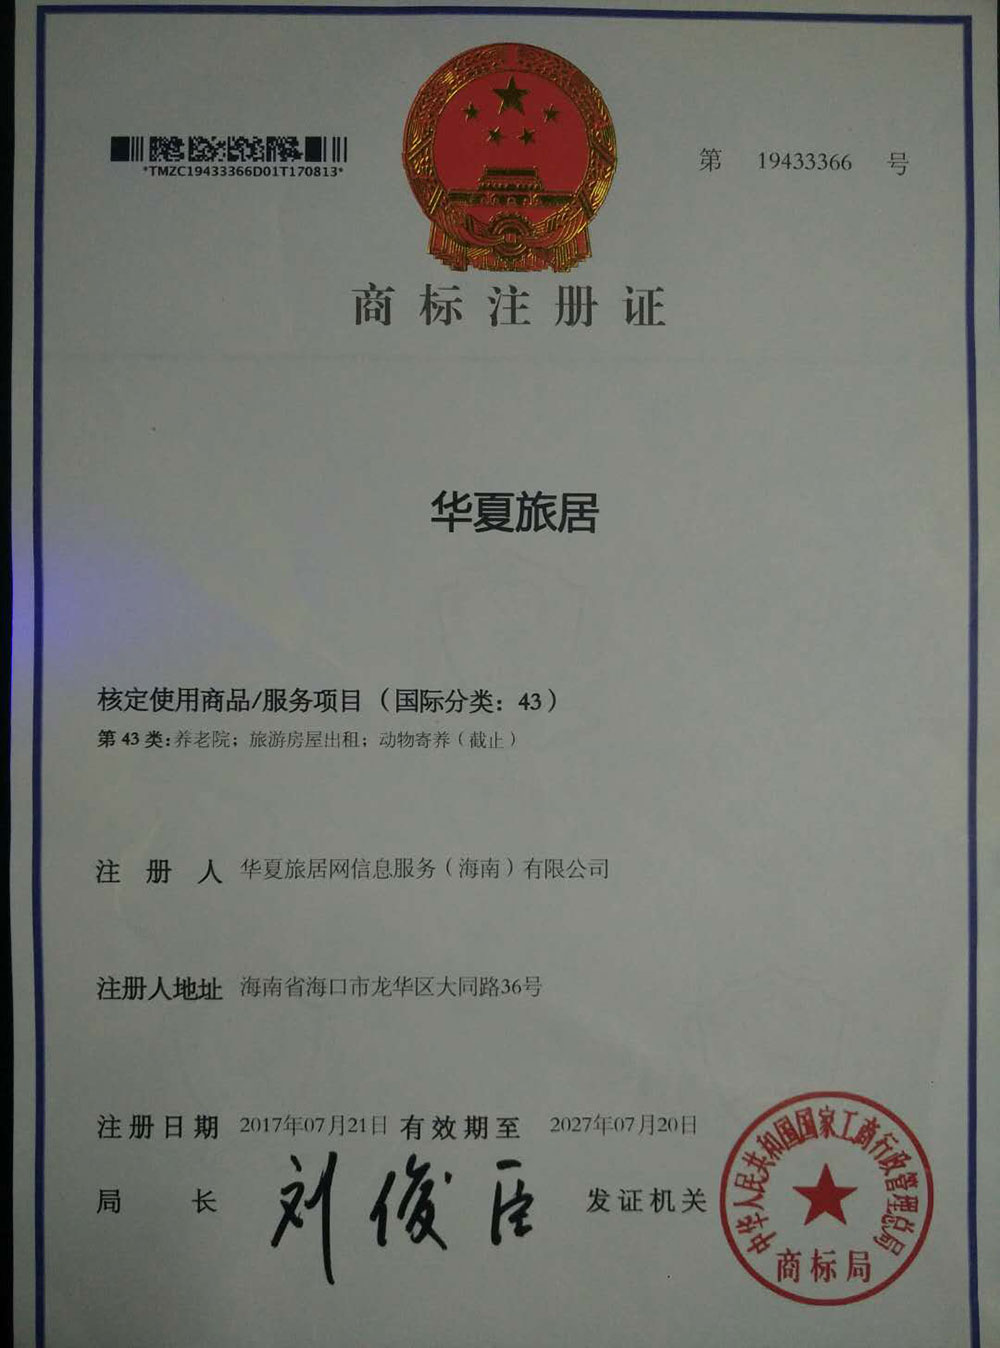 第 19433366 号
*TMZC19433366D01T170813*
商标注册证
华夏旅居
核定使用商品/服务项目（国际分类：43）
第 43 类：养老院；旅游房屋出租；动物寄养（截止）
注册人 华夏旅居网信息服务（海南）有限公司
注册人地址 海南省海口市龙华区大同路36号
注册日期 2017年07月21日 有效期至 2027年07月20日
局长 刘俊臣 发证机关
中华人民共和国国家工商行政管理总局
商标局